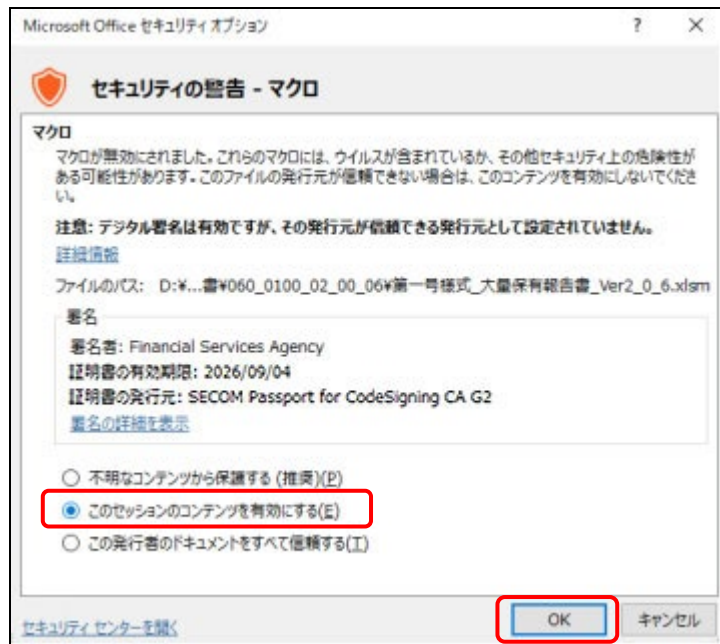 Microsoft Office セキュリティ オプション
? ×
セキュリティの警告 - マクロ
マクロ
マクロが無効にされました。これらのマクロには、ウイルスが含まれているか、その他セキュリティ上の危険性が
ある可能性があります。このファイルの発行元が信頼できない場合は、このコンテンツを有効にしないでくださ
い。
注意: デジタル署名は有効ですが、その発行元が信頼できる発行元として設定されていません。
詳細情報
ファイルのパス: D:¥...書¥060_0100_02_00_06¥第一号様式_大量保有報告書_Ver2_0_6.xlsm
署名
署名者: Financial Services Agency
証明書の有効期限: 2026/09/04
証明書の発行元: SECOM Passport for CodeSigning CA G2
署名の詳細を表示
不明なコンテンツから保護する (推奨)(P)
このセッションのコンテンツを有効にする(E)
この発行者のドキュメントをすべて信頼する(T)
セキュリティ センターを開く
OK キャンセル